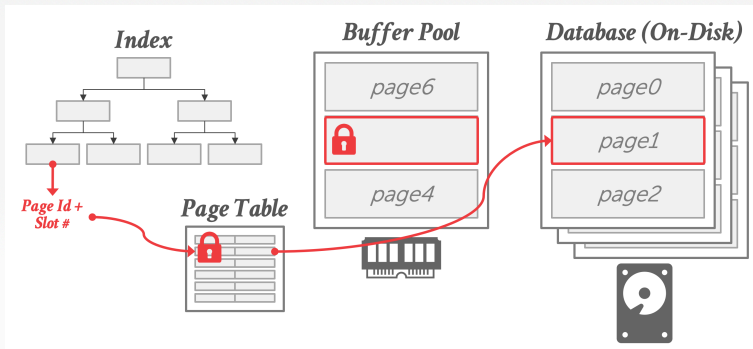 Index
Buffer Pool
Database (On-Disk)
page6
page0
page1
page4
page2
Page Id +
Slot #
Page Table